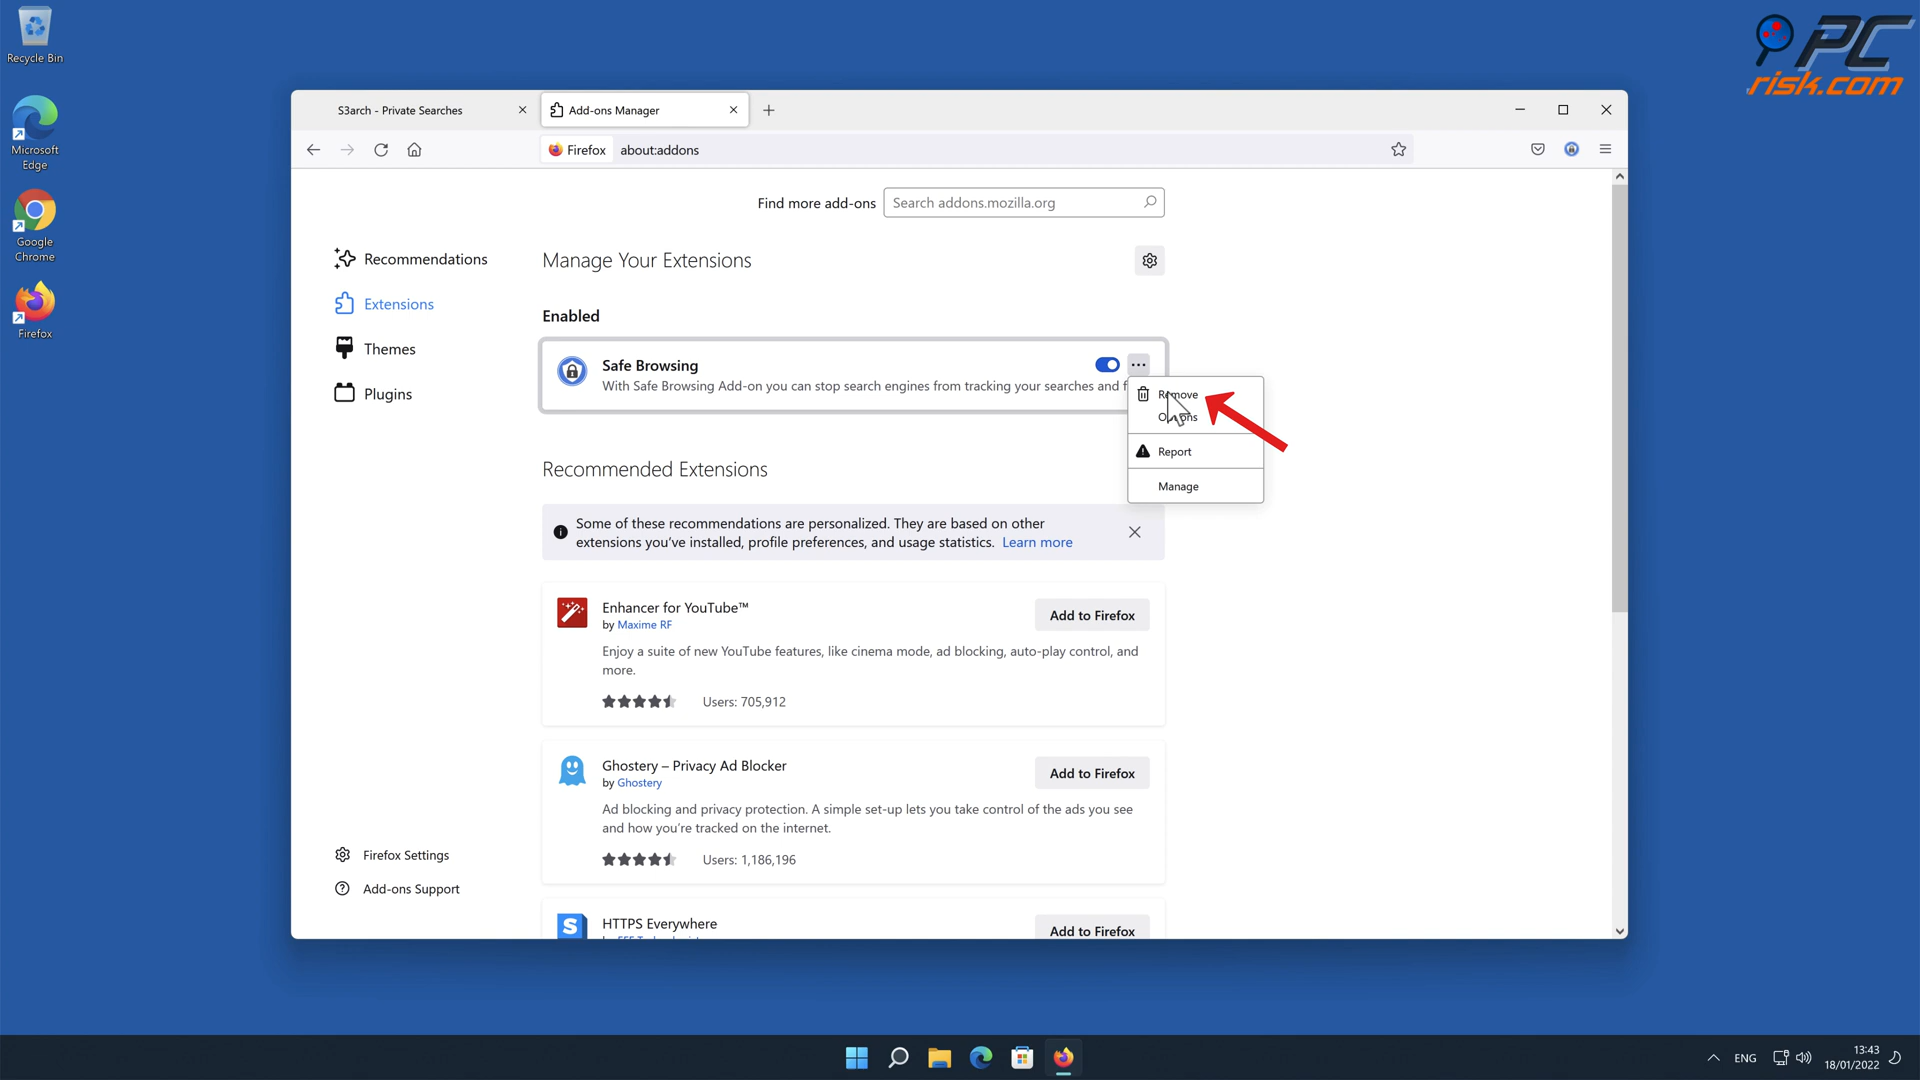 Recycle Bin
Microsoft
Edge
Google
Chrome
Firefox
PC
risk.com
S3arch - Private Searches
Add-ons Manager
Firefox
about:addons
Find more add-ons
Search addons.mozilla.org
Recommendations
Extensions
Themes
Plugins
Firefox Settings
Add-ons Support
Manage Your Extensions
Enabled
Safe Browsing
With Safe Browsing Add-on you can stop search engines from tracking your searches and f
Remove
Options
Report
Manage
Recommended Extensions
Some of these recommendations are personalized. They are based on other
extensions you've installed, profile preferences, and usage statistics. Learn more
Enhancer for YouTube™
by Maxime RF
Add to Firefox
Enjoy a suite of new YouTube features, like cinema mode, ad blocking, auto-play control, and
more.
Users: 705,912
Ghostery – Privacy Ad Blocker
by Ghostery
Add to Firefox
Ad blocking and privacy protection. A simple set-up lets you take control of the ads you see
and how you're tracked on the internet.
Users: 1,186,196
S
HTTPS Everywhere
Add to Firefox
ENG
13:43
18/01/2022